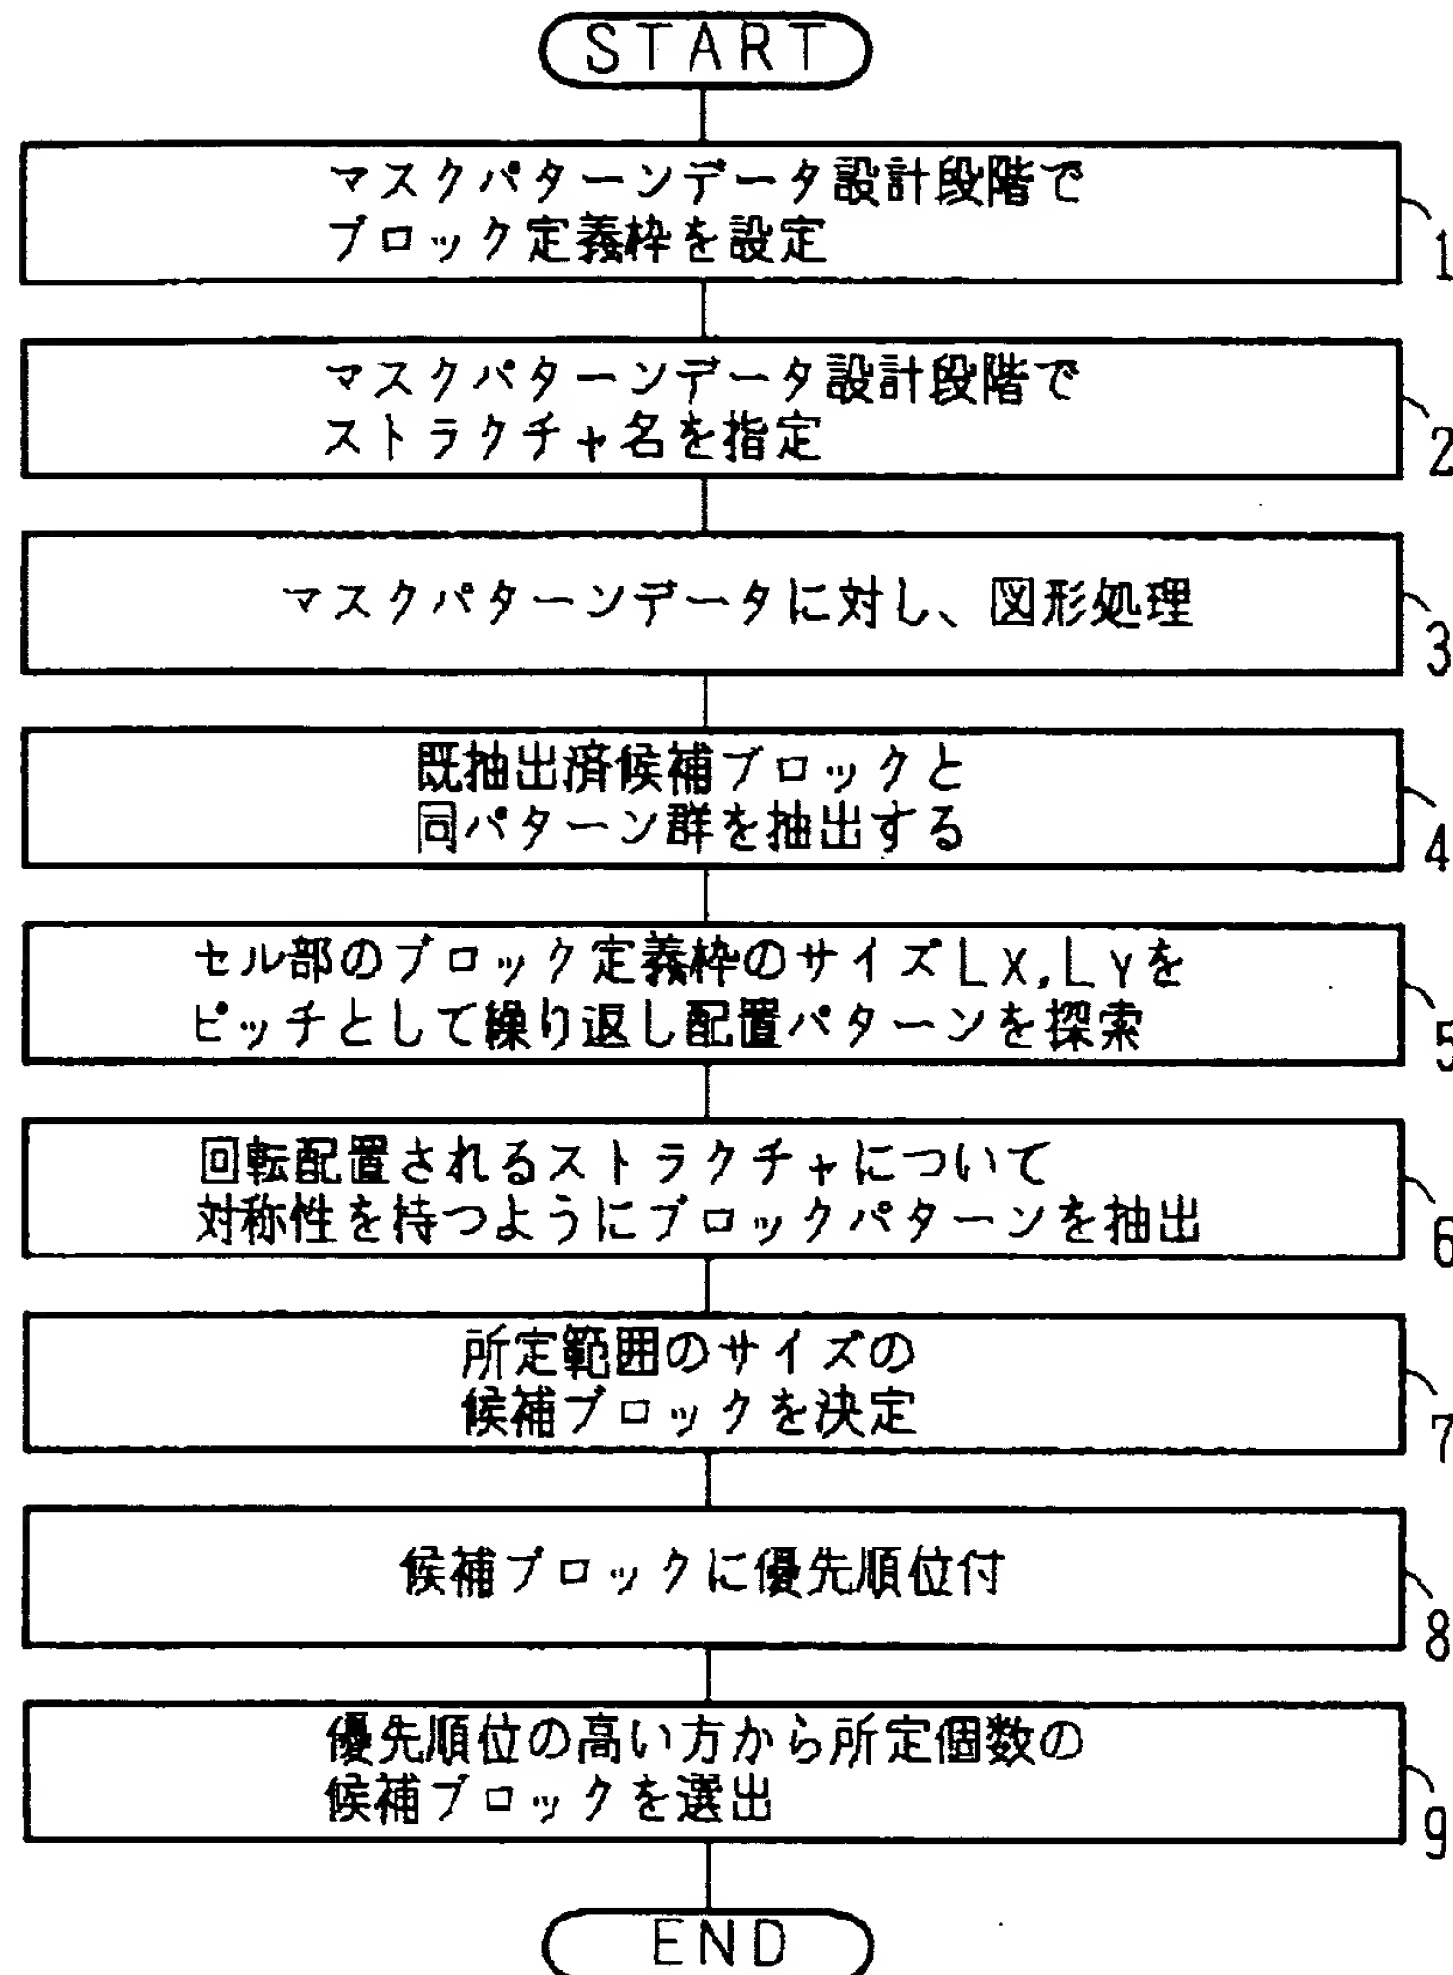 START
マスクパターンデータ設計段階で
ブロック定義枠を設定
1
マスクパターンデータ設計段階で
ストラクチャ名を指定
2
マスクパターンデータに対し、図形処理
3
既抽出済候補ブロックと
同パターン群を抽出する
4
セル部のブロック定義枠のサイズLX,LYを
ピッチとして繰り返し配置パターンを探索
5
回転配置されるストラクチャについて
対称性を持つようにブロックパターンを抽出
6
所定範囲のサイズの
候補ブロックを決定
7
候補ブロックに優先順位付
8
優先順位の高い方から所定個数の
候補ブロックを選出
9
END